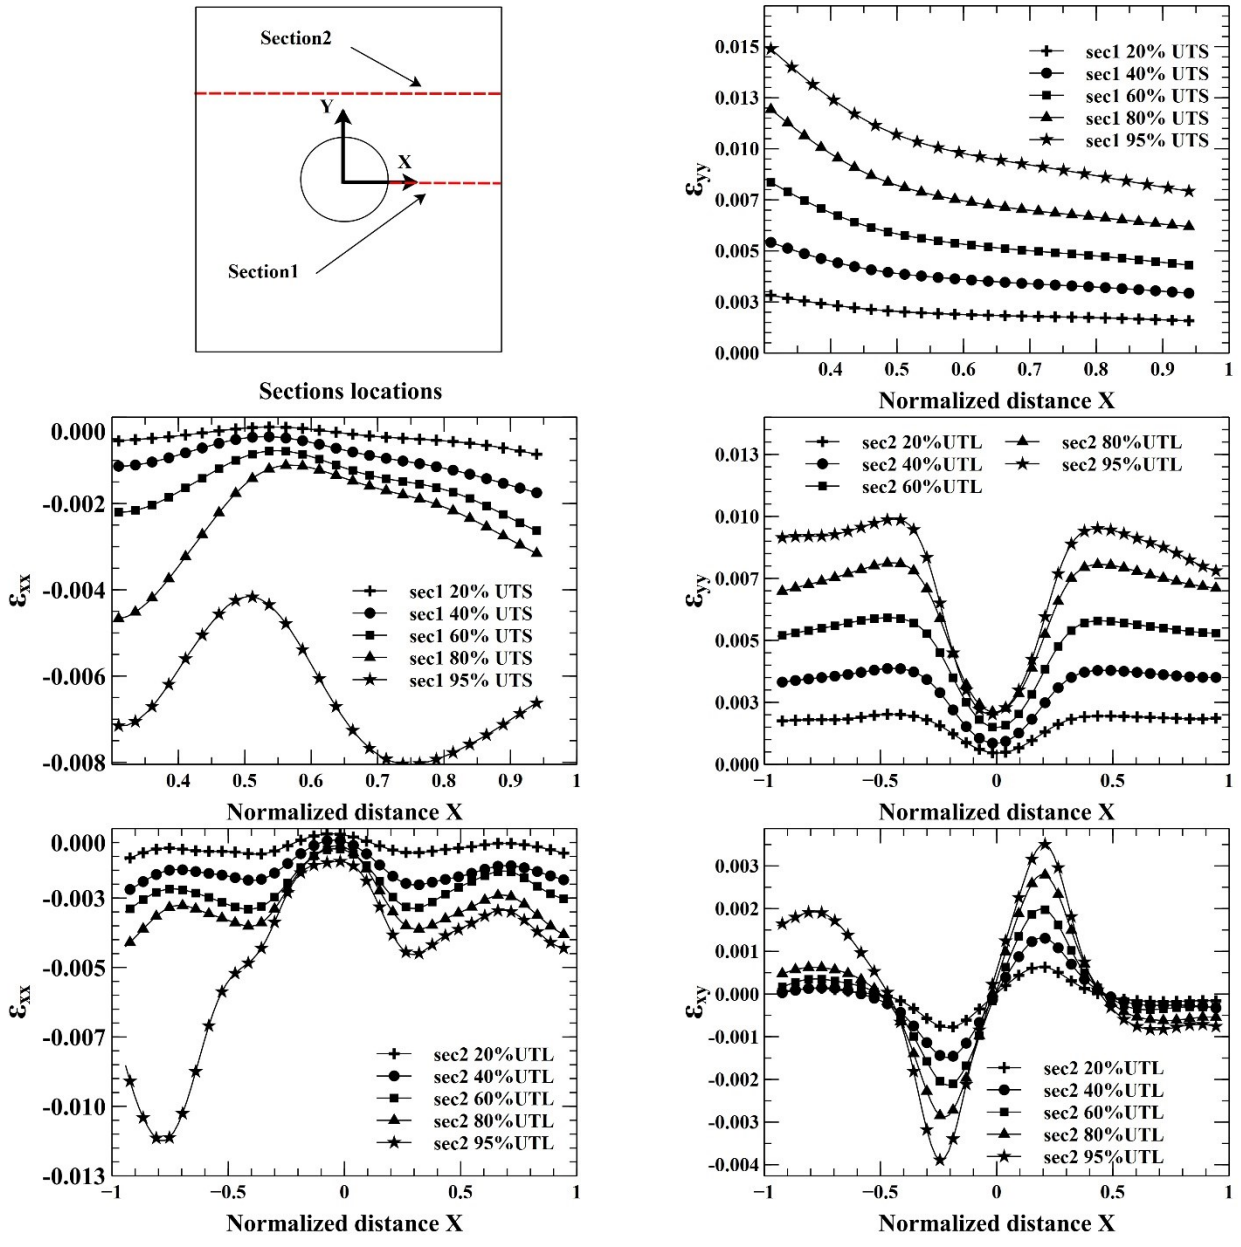 Section2
Y
X
Section1
Sections locations
εyy
0.015
0.013
0.010
0.007
0.005
0.003
0.000
sec1 20% UTS
sec1 40% UTS
sec1 60% UTS
sec1 80% UTS
sec1 95% UTS
0.4 0.5 0.6 0.7 0.8 0.9 1
Normalized distance X
εxx
0.000
-0.002
-0.004
-0.006
-0.008
sec1 20% UTS
sec1 40% UTS
sec1 60% UTS
sec1 80% UTS
sec1 95% UTS
0.4 0.5 0.6 0.7 0.8 0.9 1
Normalized distance X
εyy
0.013
0.010
0.007
0.005
0.003
0.000
sec2 20%UTL sec2 80%UTL
sec2 40%UTL sec2 95%UTL
sec2 60%UTL
−1 −0.5 0 0.5 1
Normalized distance X
εxx
0.000
-0.003
-0.005
-0.007
-0.010
-0.013
sec2 20%UTL
sec2 40%UTL
sec2 60%UTL
sec2 80%UTL
sec2 95%UTL
−1 −0.5 0 0.5 1
Normalized distance X
εxy
0.003
0.002
0.001
0.000
-0.001
-0.002
-0.003
-0.004
sec2 20%UTL
sec2 40%UTL
sec2 60%UTL
sec2 80%UTL
sec2 95%UTL
−1 −0.5 0 0.5 1
Normalized distance X